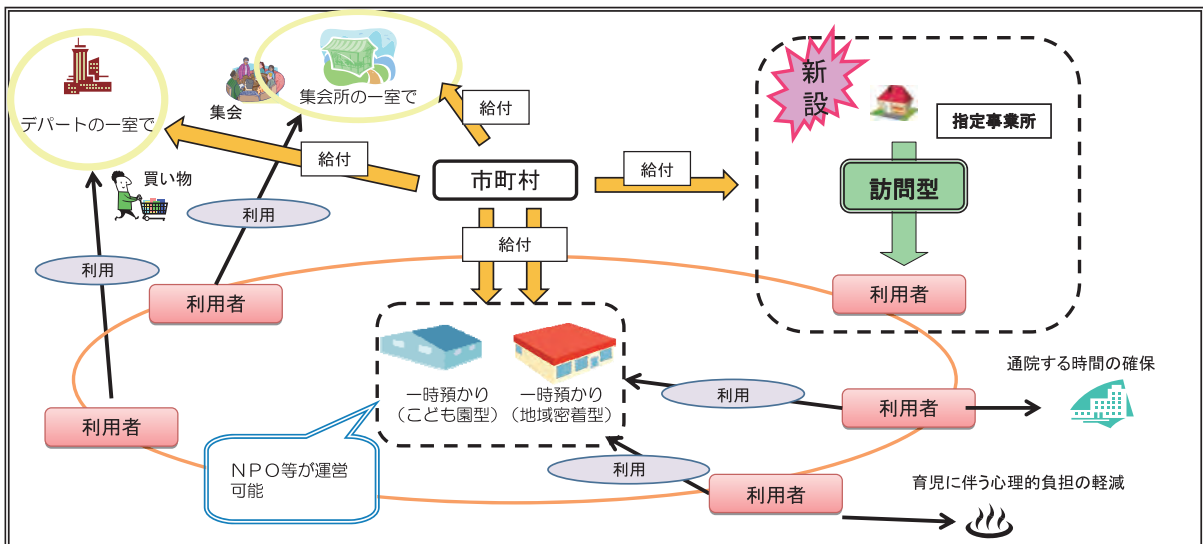 新
設
集会所の一室で
集会
デパートの一室で
給付
指定事業所
給付
買い物
市町村
給付
訪問型
利用
給付
利用
利用者
利用者
一時預かり
（こども園型）
一時預かり
（地域密着型）
通院する時間の確保
利用
利用者
利用者
NPO等が運営
可能
利用
利用者
育児に伴う心理的負担の軽減